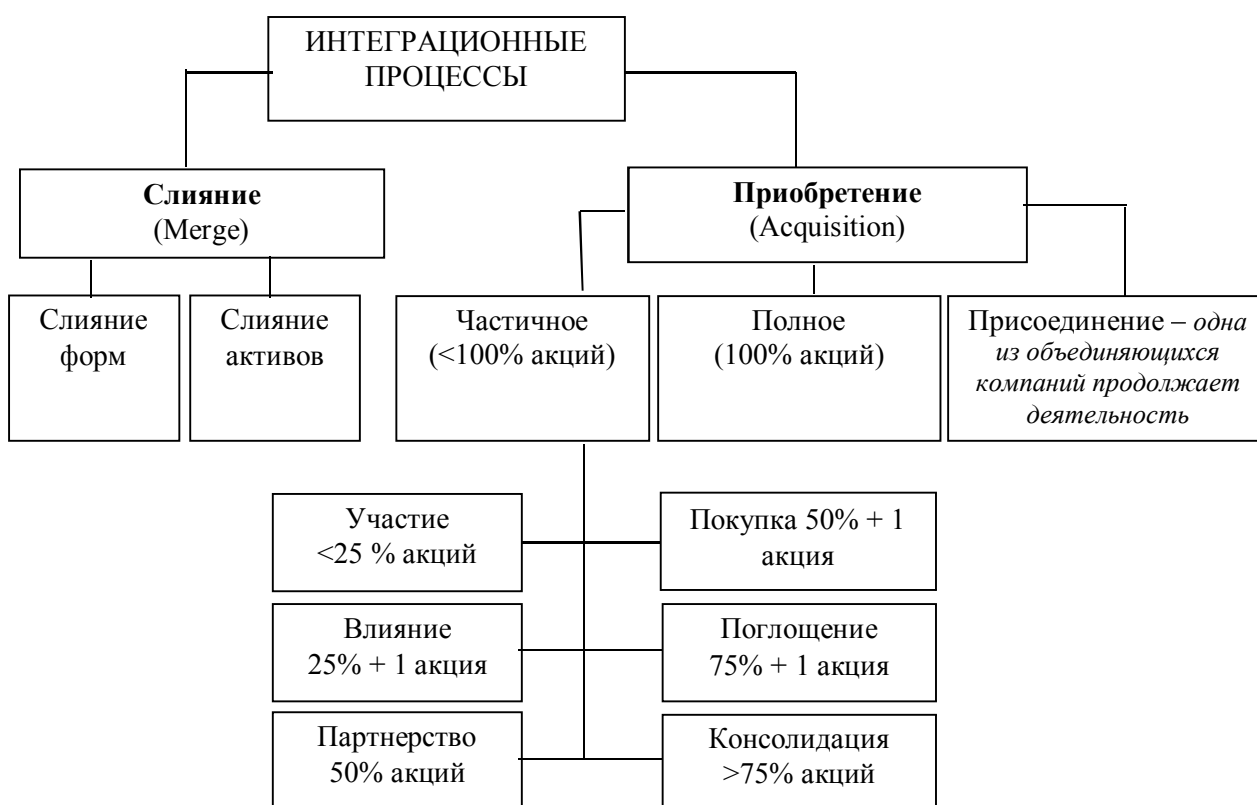 ИНТЕГРАЦИОННЫЕ
ПРОЦЕССЫ
Слияние
(Merge)
Приобретение
(Acquisition)
Слияние
форм
Слияние
активов
Частичное
(<100% акций)
Полное
(100% акций)
Присоединение – одна
из объединяющихся
компаний продолжает
деятельность
Участие
<25 % акций
Покупка 50% + 1
акция
Влияние
25% + 1 акция
Поглощение
75% + 1 акция
Партнерство
50% акций
Консолидация
>75% акций